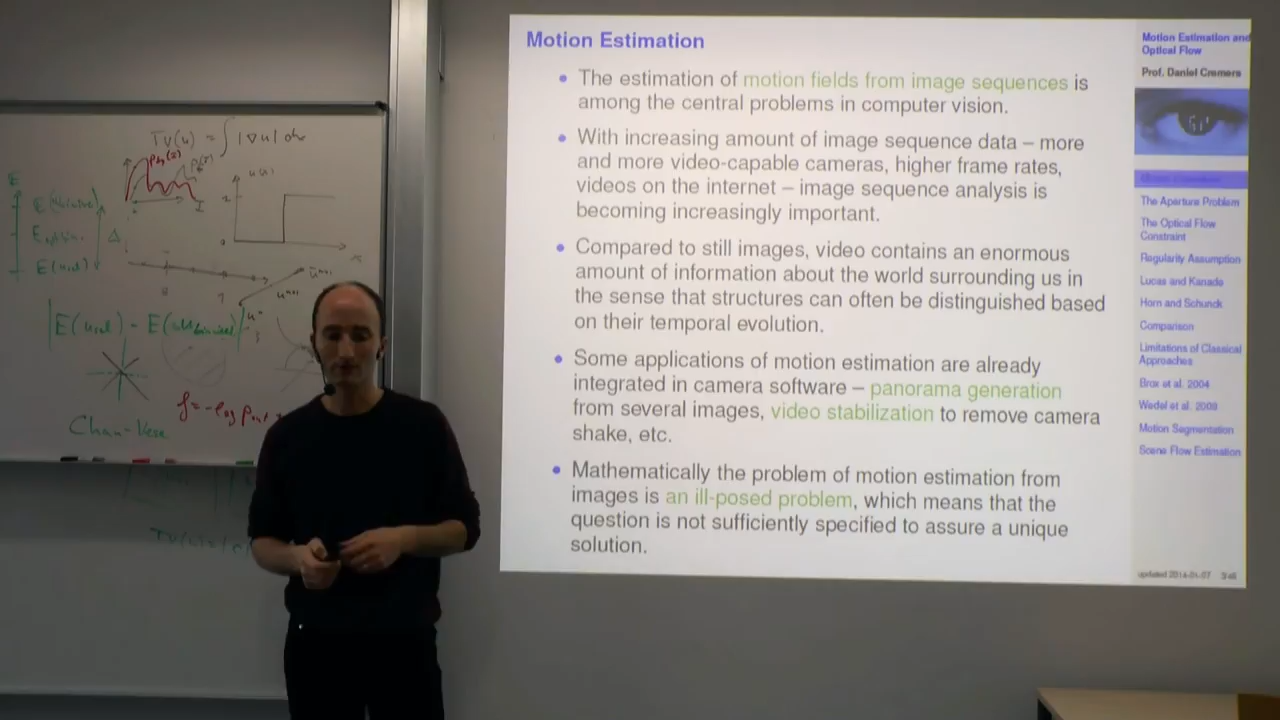 Motion Estimation
The estimation of motion fields from image sequences is
among the central problems in computer vision.
With increasing amount of image sequence data – more
and more video-capable cameras, higher frame rates,
videos on the internet – image sequence analysis is
becoming increasingly important.
Compared to still images, video contains an enormous
amount of information about the world surrounding us in
the sense that structures can often be distinguished based
on their temporal evolution.
Some applications of motion estimation are already
integrated in camera software – panorama generation
from several images, video stabilization to remove camera
shake, etc.
Mathematically the problem of motion estimation from
images is an ill-posed problem, which means that the
question is not sufficiently specified to assure a unique
solution.
Motion Estimation and
Optical Flow
Prof. Daniel Cremers
The Aperture Problem
The Optical Flow
Constraint
Regularity Assumption
Lucas and Kanade
Horn and Schunck
Comparison
Limitations of Classical
Approaches
Brox et al. 2004
Wedel et al. 2009
Motion Segmentation
Scene Flow Estimation
updated 2014-01-07 3/45
TV(u) = ∫ |∇u| dx
Chan-Vese